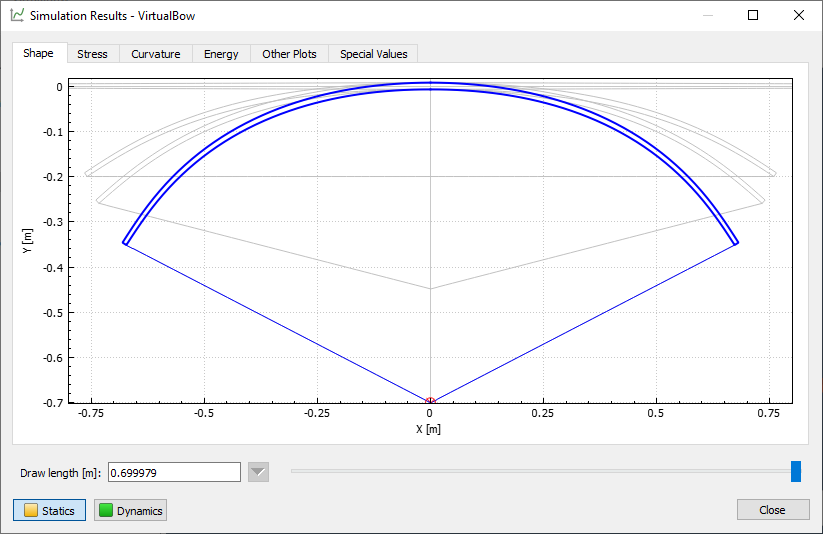 Simulation Results - VirtualBow
Shape Stress Curvature Energy Other Plots Special Values
0
-0.1
-0.2
-0.3
-0.4
-0.5
-0.6
-0.7
Y [m]
-0.75 -0.5 -0.25 0 0.25 0.5 0.75
X [m]
Draw length [m]: 0.699979
Statics Dynamics Close